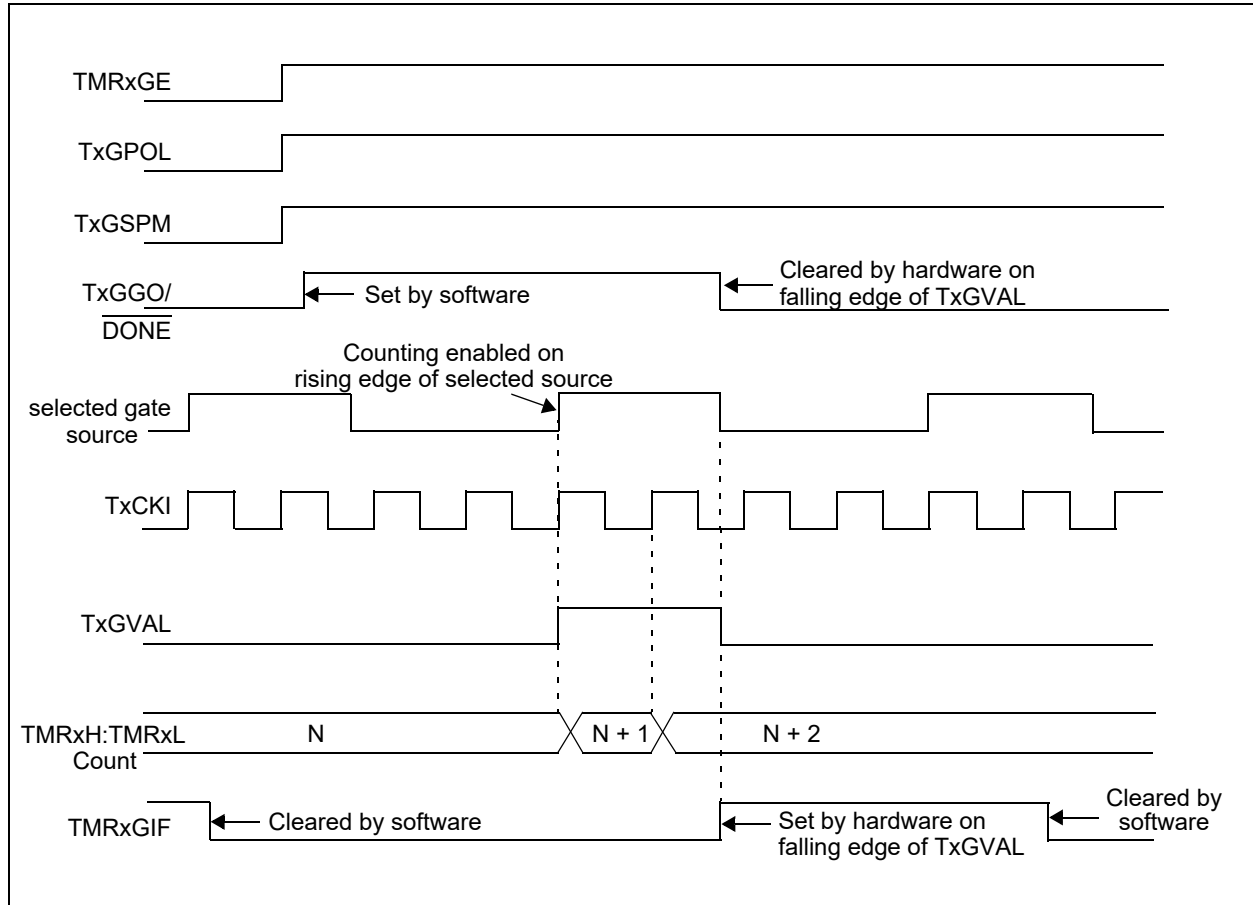 TMRxGE
TxGPOL
TxGSPM
TxGGO/
DONE
Set by software
Cleared by hardware on
falling edge of TxGVAL
Counting enabled on
rising edge of selected source
selected gate
source
TxCKI
TxGVAL
TMRxH:TMRxL
Count
N
N + 1
N + 2
TMRxGIF
Cleared by software
Set by hardware on
falling edge of TxGVAL
Cleared by
software